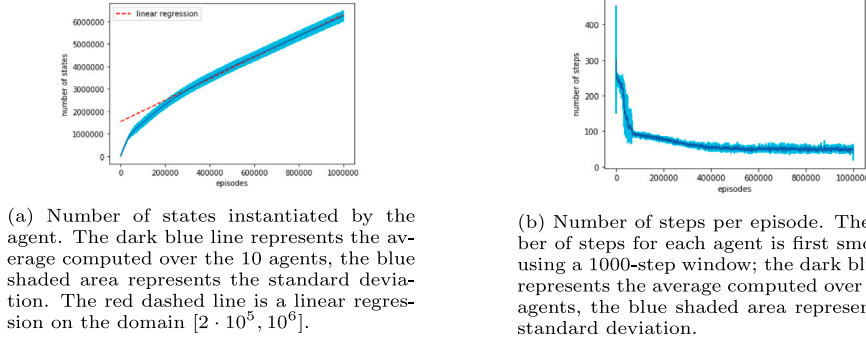 linear regression
6000000
5000000
4000000
3000000
2000000
1000000
0
number of states
0 200000 400000 600000 800000 1000000
episodes
(a) Number of states instantiated by the
agent. The dark blue line represents the av-
erage computed over the 10 agents, the blue
shaded area represents the standard devia-
tion. The red dashed line is a linear regres-
sion on the domain [2 · 10⁵, 10⁶].
400
300
200
100
0
number of steps
0 200000 400000 600000 800000 100000
episodes
(b) Number of steps per episode. The
ber of steps for each agent is first smo
using a 1000-step window; the dark bl
represents the average computed over
agents, the blue shaded area represen
standard deviation.